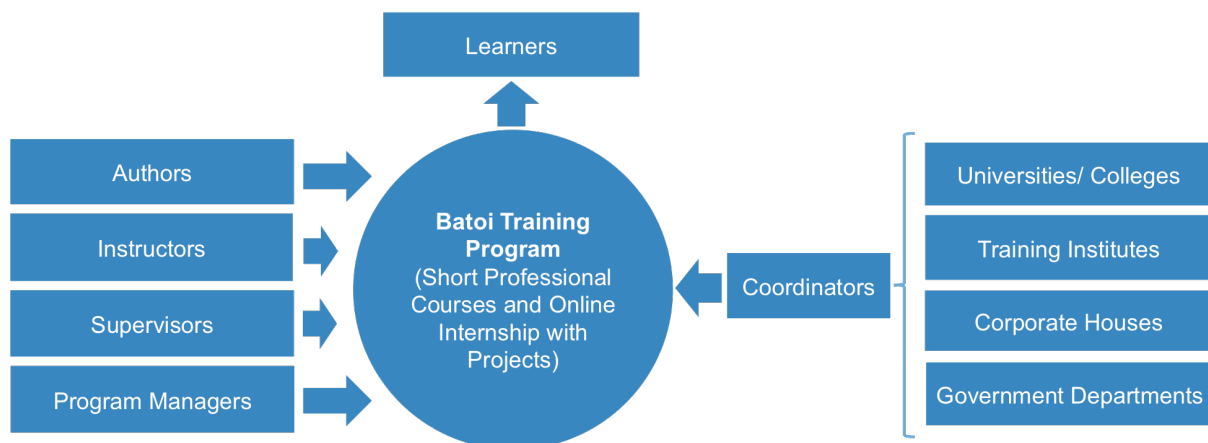 Learners
Authors
Instructors
Supervisors
Program Managers
Batoi Training
Program
(Short Professional
Courses and Online
Internship with
Projects)
Coordinators
Universities/ Colleges
Training Institutes
Corporate Houses
Government Departments